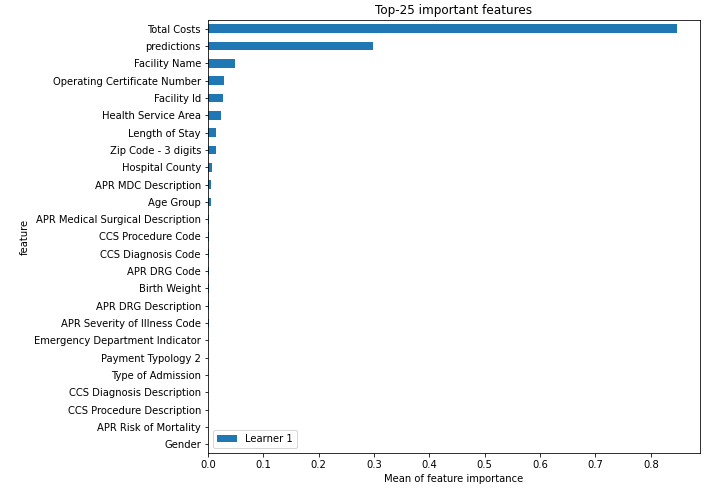 Top-25 important features
Total Costs
predictions
Facility Name
Operating Certificate Number
Facility Id
Health Service Area
Length of Stay
Zip Code - 3 digits
Hospital County
APR MDC Description
Age Group
APR Medical Surgical Description
CCS Procedure Code
CCS Diagnosis Code
APR DRG Code
Birth Weight
APR DRG Description
APR Severity of Illness Code
Emergency Department Indicator
Payment Typology 2
Type of Admission
CCS Diagnosis Description
CCS Procedure Description
APR Risk of Mortality
Gender
feature
Learner 1
0.0 0.1 0.2 0.3 0.4 0.5 0.6 0.7 0.8
Mean of feature importance